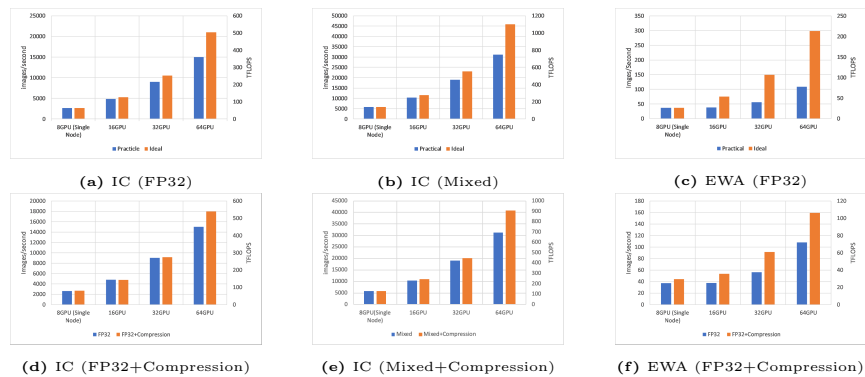 25000
20000
15000
10000
5000
0
Images/second
600
500
400
300
200
100
0
TFLOPS
8GPU (Single Node)
16GPU
32GPU
64GPU
Practicle
Ideal
(a) IC (FP32)
50000
45000
40000
35000
30000
25000
20000
15000
10000
5000
0
Images/second
1200
1000
800
600
400
200
0
TFLOPS
8GPU (Single Node)
16GPU
32GPU
64GPU
Practical
Ideal
(b) IC (Mixed)
350
300
250
200
150
100
50
0
Images/second
250
200
150
100
50
0
TFLOPS
8GPU (Single Node)
16GPU
32GPU
64GPU
Practical
Ideal
(c) EWA (FP32)
20000
18000
16000
14000
12000
10000
8000
6000
4000
2000
0
Images/second
600
500
400
300
200
100
0
TFLOPS
8GPU (Single Node)
16GPU
32GPU
64GPU
FP32
FP32+Compression
(d) IC (FP32+Compression)
45000
40000
35000
30000
25000
20000
15000
10000
5000
0
Images/second
1000
900
800
700
600
500
400
300
200
100
0
TFLOPS
8GPU(Single Node)
16GPU
32GPU
64GPU
Mixed
Mixed+Compression
(e) IC (Mixed+Compression)
180
160
140
120
100
80
60
40
20
0
Images/second
120
100
80
60
40
20
0
TFLOPS
8GPU (Single Node)
16GPU
32GPU
64GPU
FP32
FP32+Compression
(f) EWA (FP32+Compression)